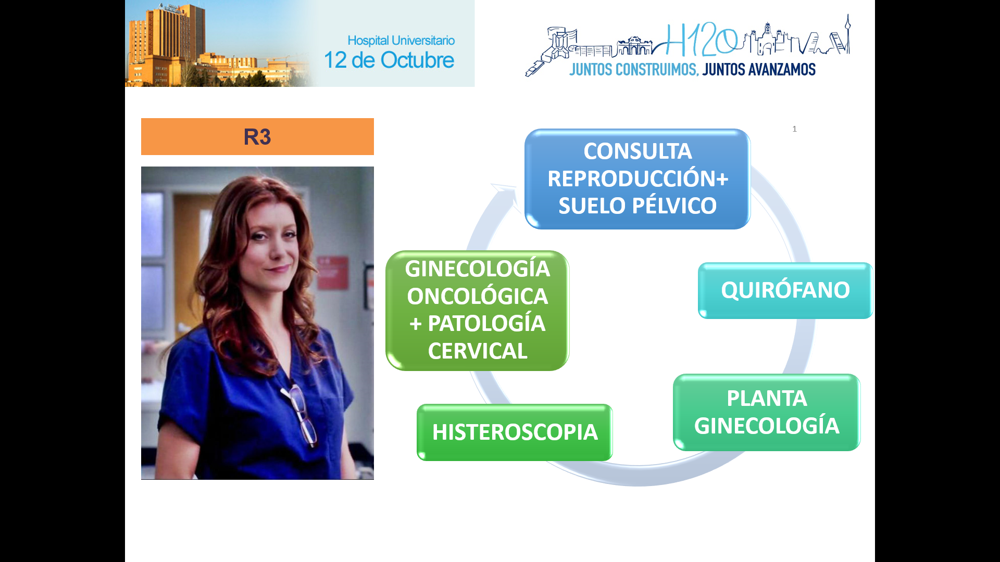 Hospital Universitario
12 de Octubre
H12O
JUNTOS CONSTRUIMOS, JUNTOS AVANZAMOS
R3
1
CONSULTA
REPRODUCCIÓN+
SUELO PÉLVICO
QUIRÓFANO
PLANTA
GINECOLOGÍA
HISTEROSCOPIA
GINECOLOGÍA
ONCOLÓGICA
+ PATOLOGÍA
CERVICAL